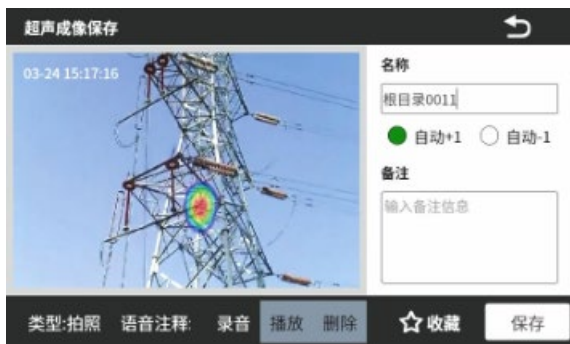 超声成像保存
03-24 15:17:16
名称
根目录0011
自动+1 自动-1
备注
输入备注信息
类型:拍照 语音注释: 录音 播放 删除 收藏 保存